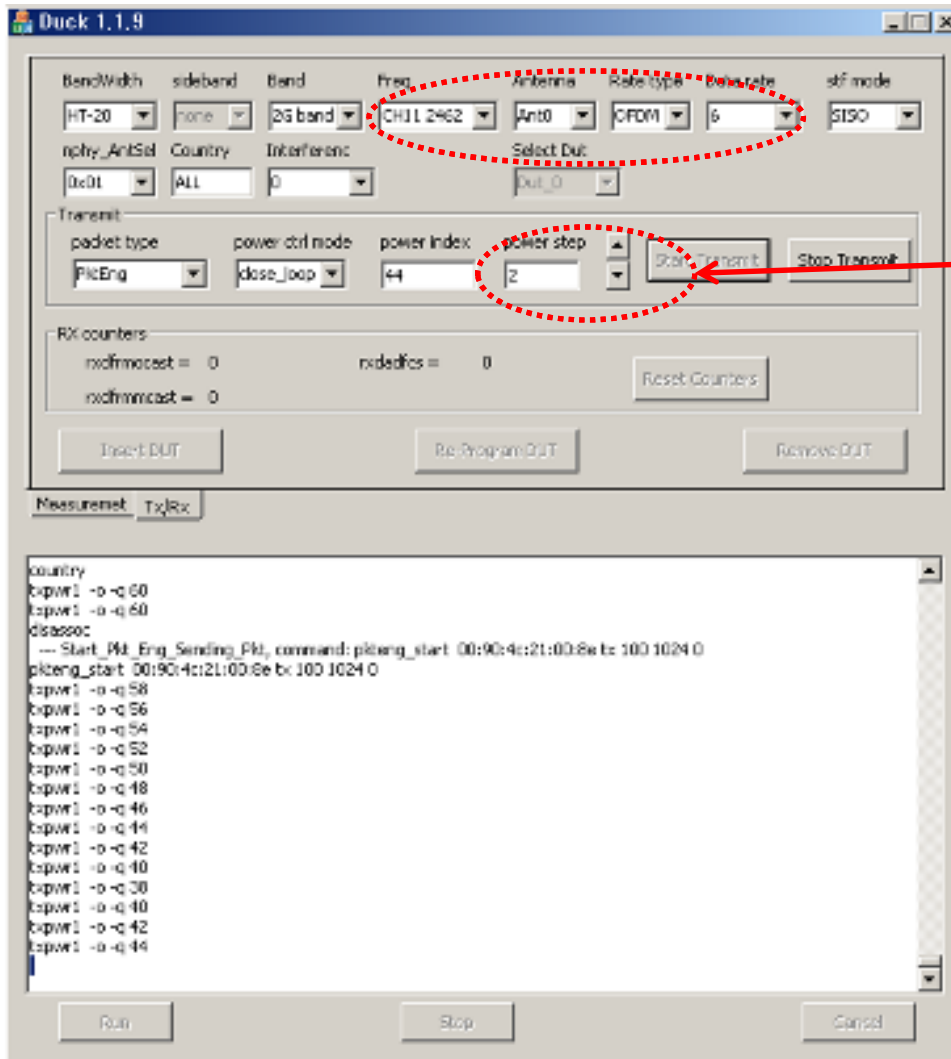 Duck 1.1.9
BandWidth sideband Band Freq Antenna Rate type Data rate stf mode
HT-20 none 2G band CH11 2462 Ant0 OFDM 6 SISO
nphy_AntSel Country Interferenc Select Dut
0x01 ALL 0 Dut_0
Transmit
packet type power ctrl mode power index power step
PktEng close_loop 44 2 Start Transmit Stop Transmit
RX counters
rxdfrmocast = 0 rxdadfcs = 0
Reset Counters
rxdfrmmcast = 0
Insert DUT Re-Program DUT Remove DUT
Measuremet Tx/Rx
country
txpwr1 -o -q 60
txpwr1 -o -q 60
disassoc
--- Start_Pkt_Eng_Sending_Pkt, command: pkteng_start 00:90:4c:21:00:8e tx 100 1024 0
pkteng_start 00:90:4c:21:00:8e tx 100 1024 0
txpwr1 -o -q 58
txpwr1 -o -q 56
txpwr1 -o -q 54
txpwr1 -o -q 52
txpwr1 -o -q 50
txpwr1 -o -q 48
txpwr1 -o -q 46
txpwr1 -o -q 44
txpwr1 -o -q 42
txpwr1 -o -q 40
txpwr1 -o -q 38
txpwr1 -o -q 40
txpwr1 -o -q 42
txpwr1 -o -q 44
Run Stop Cancel